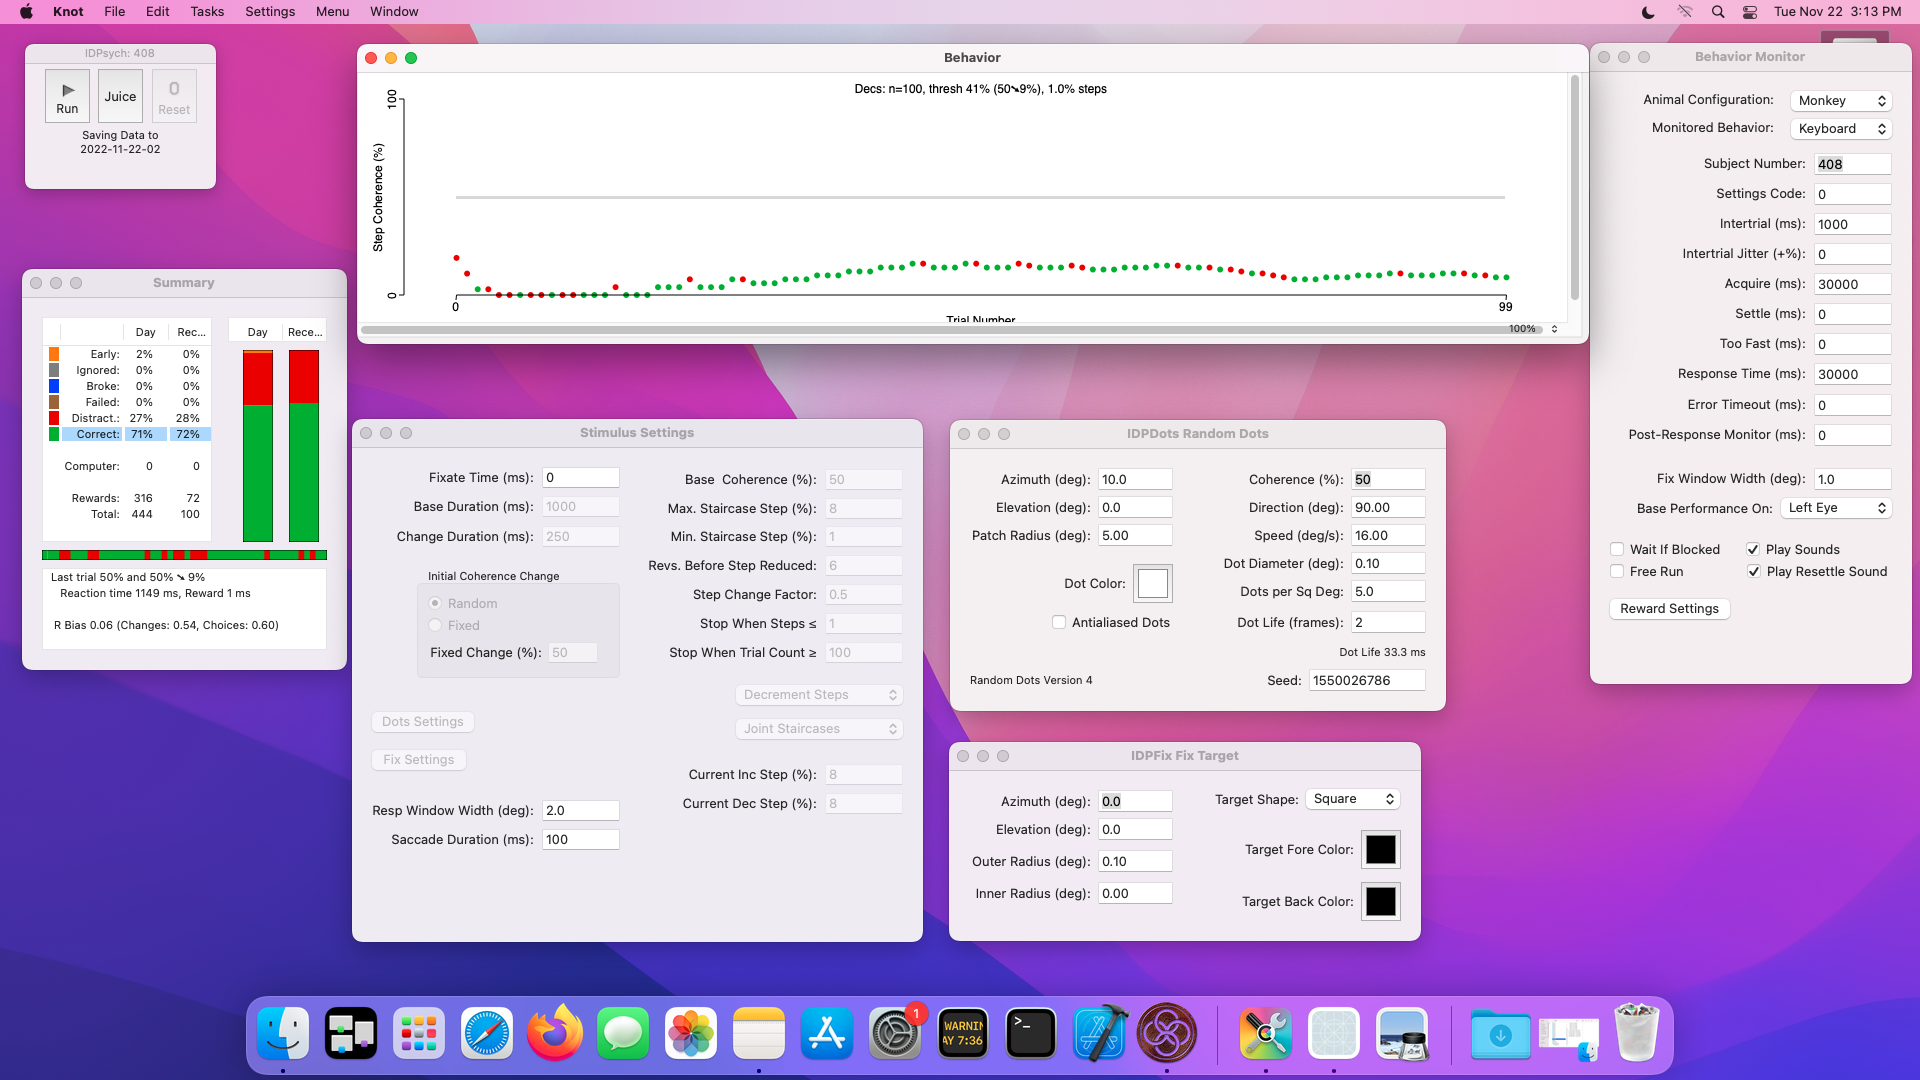 Knot File Edit Tasks Settings Menu Window Tue Nov 22 3:13 PM
IDPsych: 408
Run
Juice
0
Reset
Saving Data to
2022-11-22-02
Behavior
Decs: n=100, thresh 41% (50➘9%), 1.0% steps
Step Coherence (%)
100
0
0
99
Trial Number
100%
Behavior Monitor
Animal Configuration: Monkey
Monitored Behavior: Keyboard
Subject Number: 408
Settings Code: 0
Intertrial (ms): 1000
Intertrial Jitter (+%): 0
Acquire (ms): 30000
Settle (ms): 0
Too Fast (ms): 0
Response Time (ms): 30000
Error Timeout (ms): 0
Post-Response Monitor (ms): 0
Fix Window Width (deg): 1.0
Base Performance On: Left Eye
Wait If Blocked Play Sounds
Free Run Play Resettle Sound
Reward Settings
Summary
Day Rec... Day Rece...
Early: 2% 0%
Ignored: 0% 0%
Broke: 0% 0%
Failed: 0% 0%
Distract.: 27% 28%
Correct: 71% 72%
Computer: 0 0
Rewards: 316 72
Total: 444 100
Last trial 50% and 50% ➘ 9%
Reaction time 1149 ms, Reward 1 ms
R Bias 0.06 (Changes: 0.54, Choices: 0.60)
Stimulus Settings
Fixate Time (ms): 0
Base Duration (ms): 1000
Change Duration (ms): 250
Initial Coherence Change
Random
Fixed
Fixed Change (%): 50
Dots Settings
Fix Settings
Resp Window Width (deg): 2.0
Saccade Duration (ms): 100
Base Coherence (%): 50
Max. Staircase Step (%): 8
Min. Staircase Step (%): 1
Revs. Before Step Reduced: 6
Step Change Factor: 0.5
Stop When Steps ≤ 1
Stop When Trial Count ≥ 100
Decrement Steps
Joint Staircases
Current Inc Step (%): 8
Current Dec Step (%): 8
IDPDots Random Dots
Azimuth (deg): 10.0
Elevation (deg): 0.0
Patch Radius (deg): 5.00
Dot Color:
Antialiased Dots
Random Dots Version 4
Coherence (%): 50
Direction (deg): 90.00
Speed (deg/s): 16.00
Dot Diameter (deg): 0.10
Dots per Sq Deg: 5.0
Dot Life (frames): 2
Dot Life 33.3 ms
Seed: 1550026786
IDPFix Fix Target
Azimuth (deg): 0.0
Elevation (deg): 0.0
Outer Radius (deg): 0.10
Inner Radius (deg): 0.00
Target Shape: Square
Target Fore Color:
Target Back Color:
1
WARNIN
AY 7:36
>_